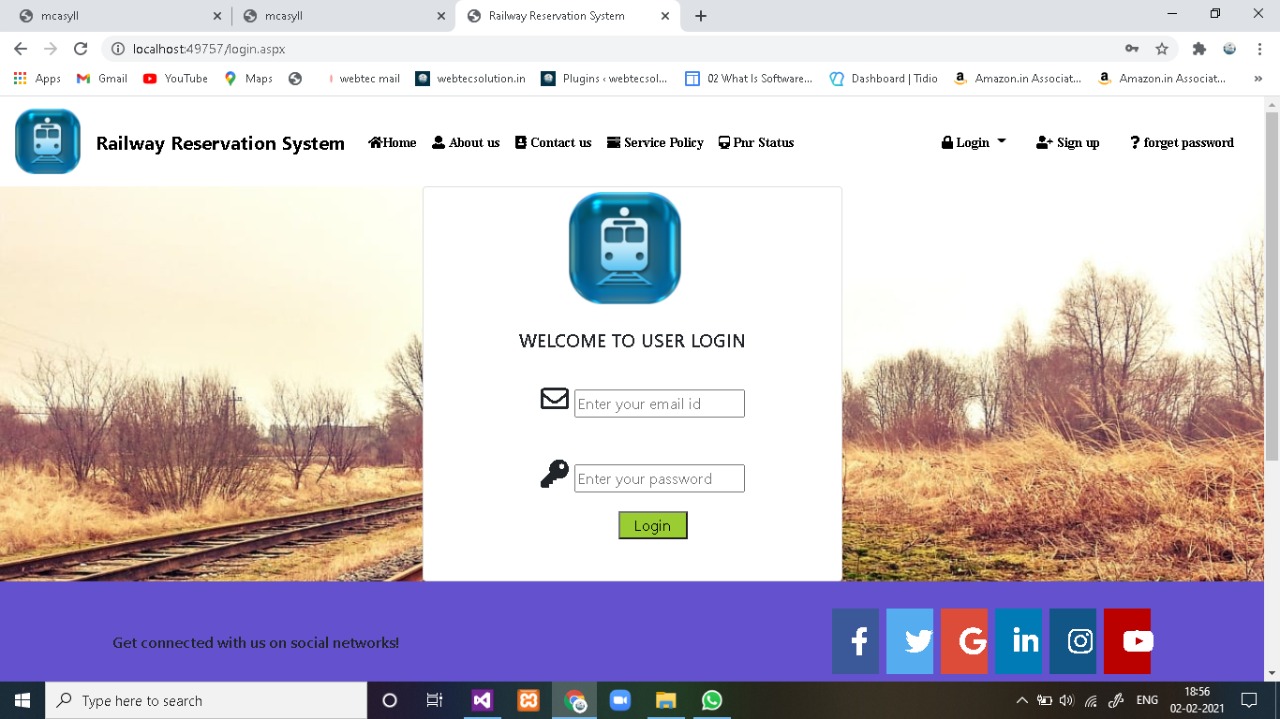 mcasyll
mcasyll
Railway Reservation System
localhost:49757/login.aspx
Apps
Gmail
YouTube
Maps
webtec mail
webtecsolution.in
Plugins ‹ webtecsol...
02 What Is Software...
Dashboard | Tidio
Amazon.in Associat...
Amazon.in Associat...
»
Railway Reservation System
Home
About us
Contact us
Service Policy
Pnr Status
Login
Sign up
forget password
WELCOME TO USER LOGIN
Enter your email id
Enter your password
Login
Get connected with us on social networks!
Type here to search
ENG
18:56
02-02-2021